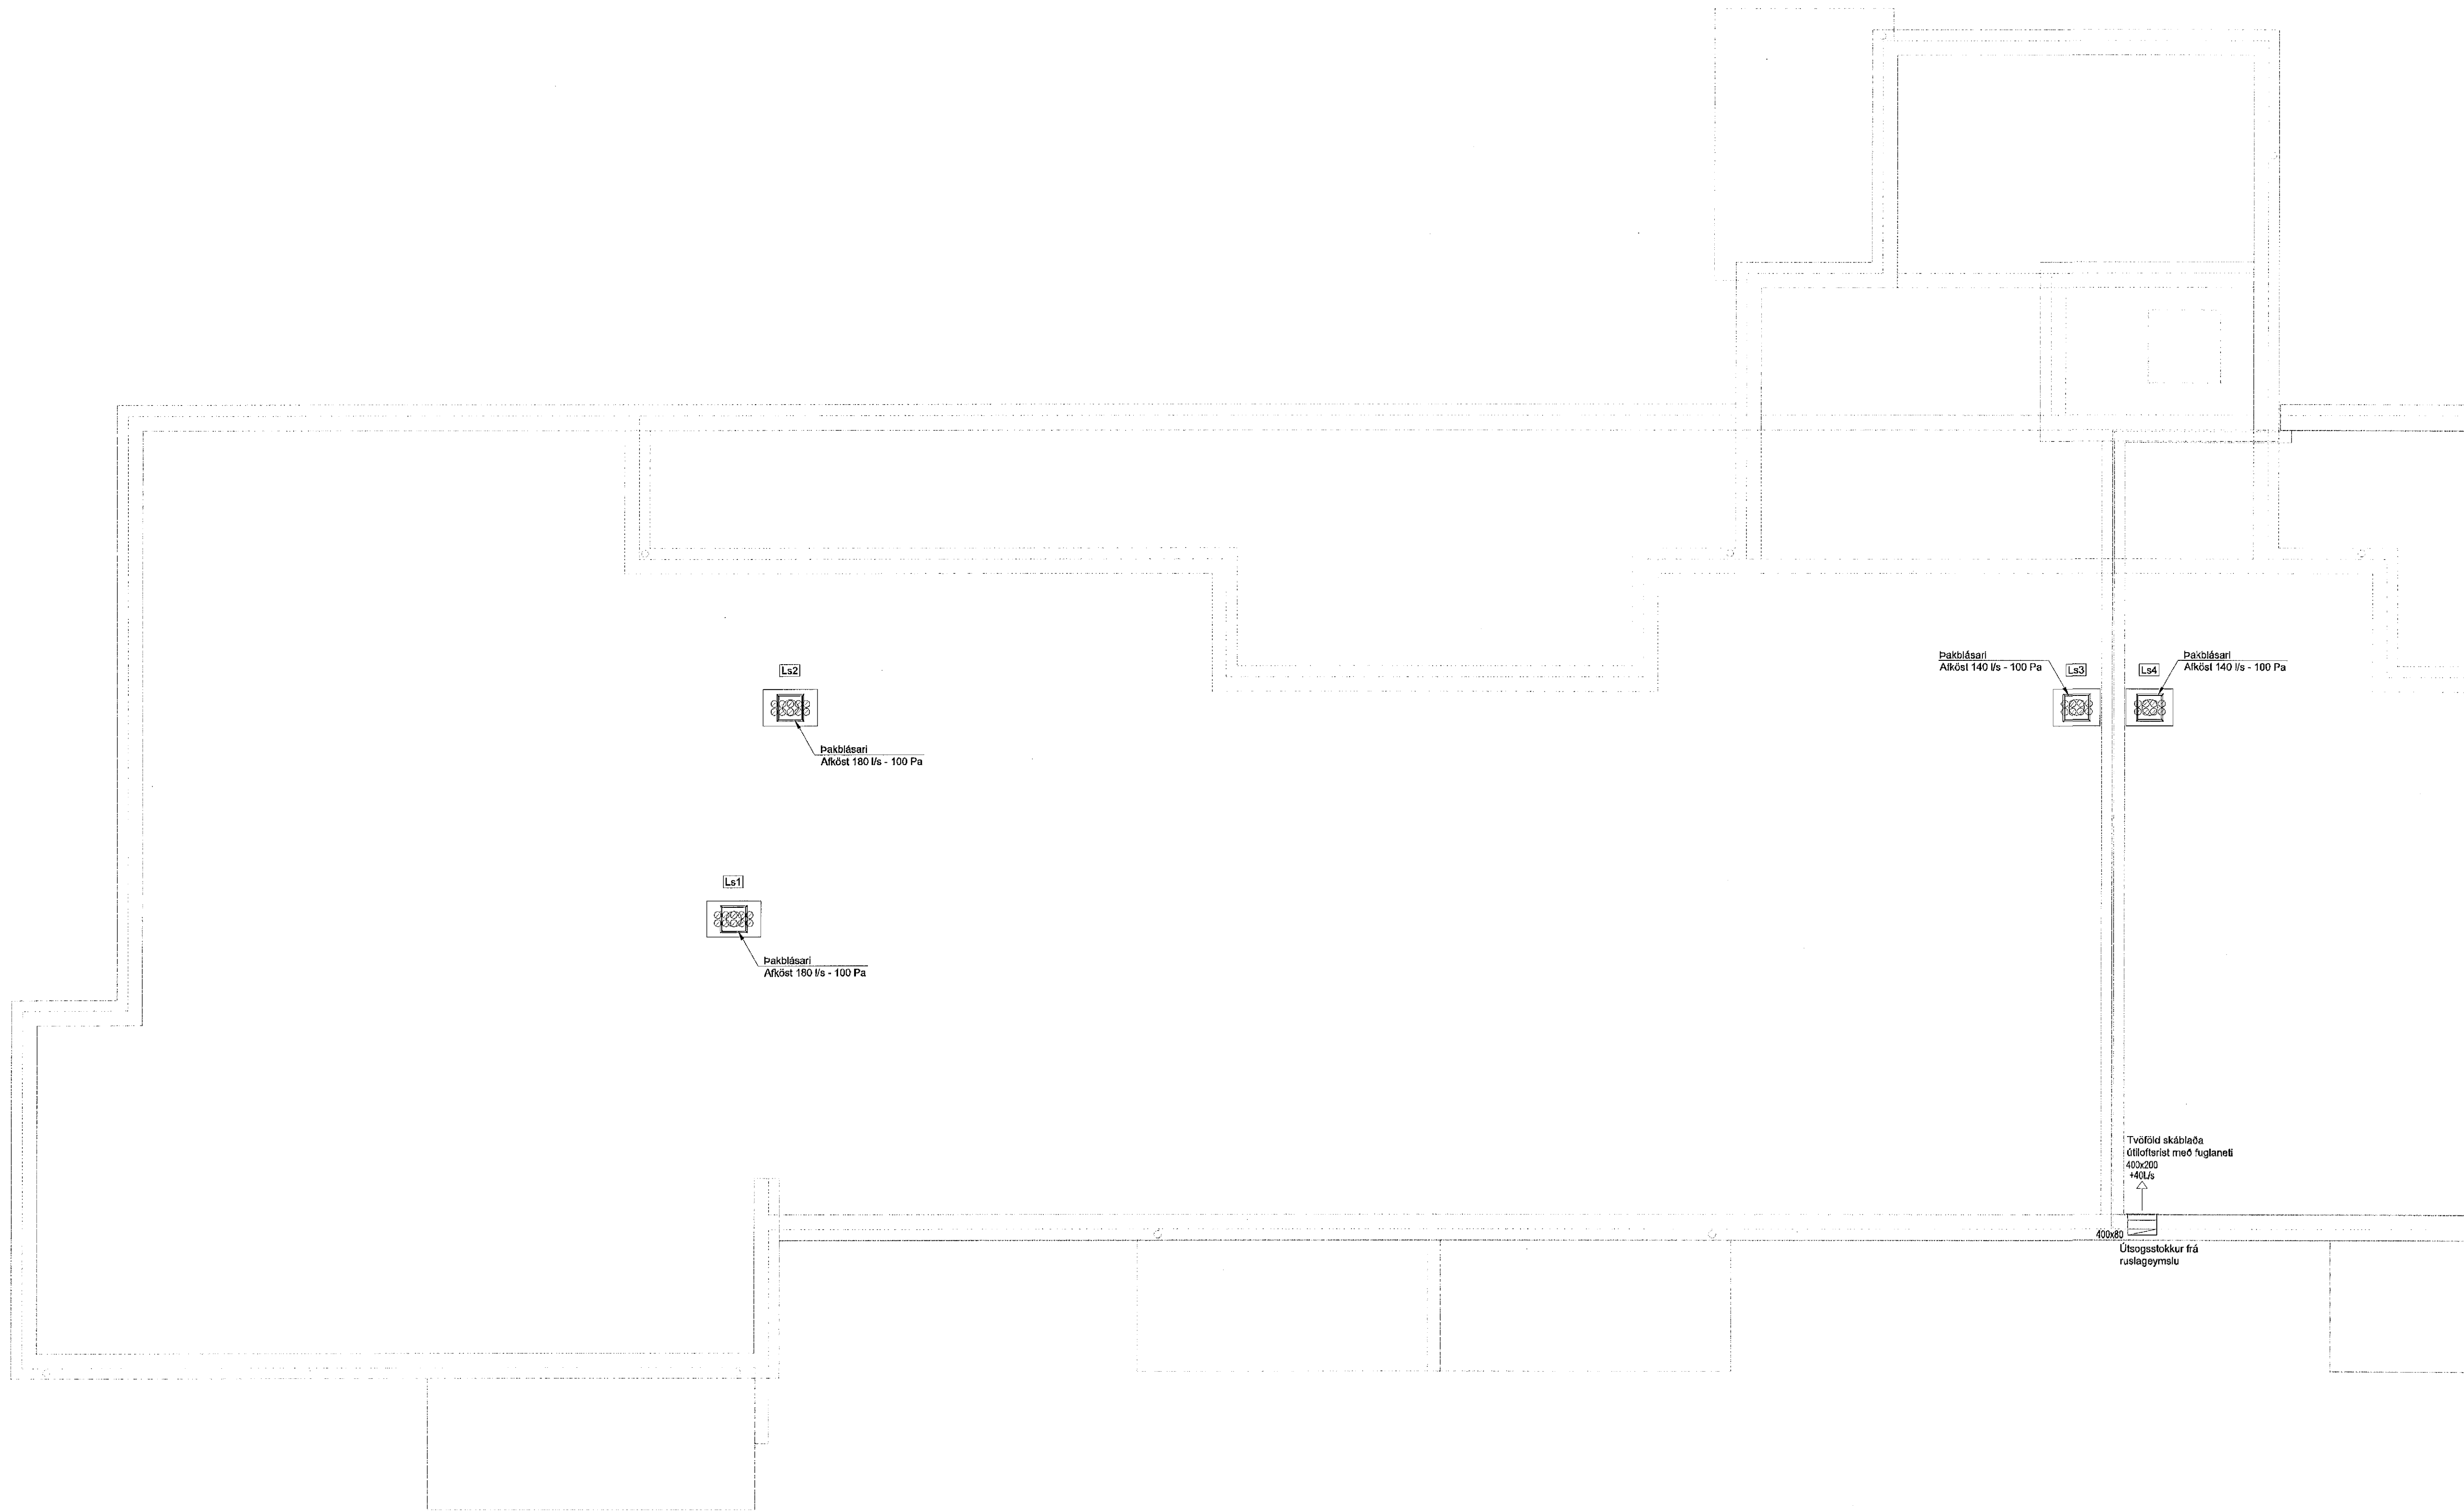 Þakblásari
Afköst 140 l/s - 100 Pa
Ls3
Ls4
Þakblásari
Afköst 140 l/s - 100 Pa
Ls2
Þakblásari
Afköst 180 l/s - 100 Pa
Ls1
Þakblásari
Afköst 180 l/s - 100 Pa
Tvöföld skáblaða
útiloftsrist með fuglaneti
400x200
+40L/s
400x80
Útsogsstokkur frá
ruslageymslu